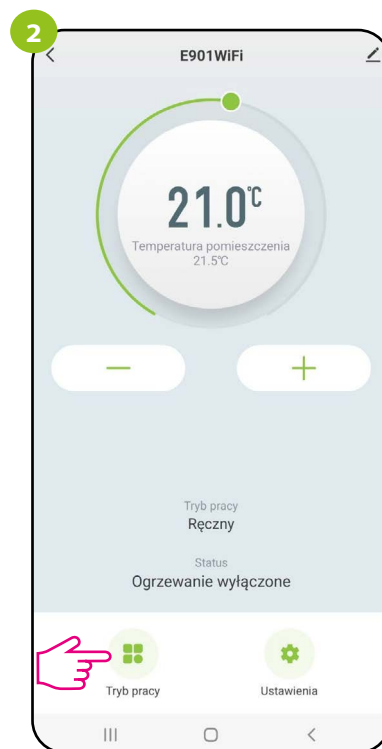 2
E901WiFi
21.0℃
Temperatura pomieszczenia
21.5℃
Tryb pracy
Ręczny
Status
Ogrzewanie wyłączone
Tryb pracy
Ustawienia